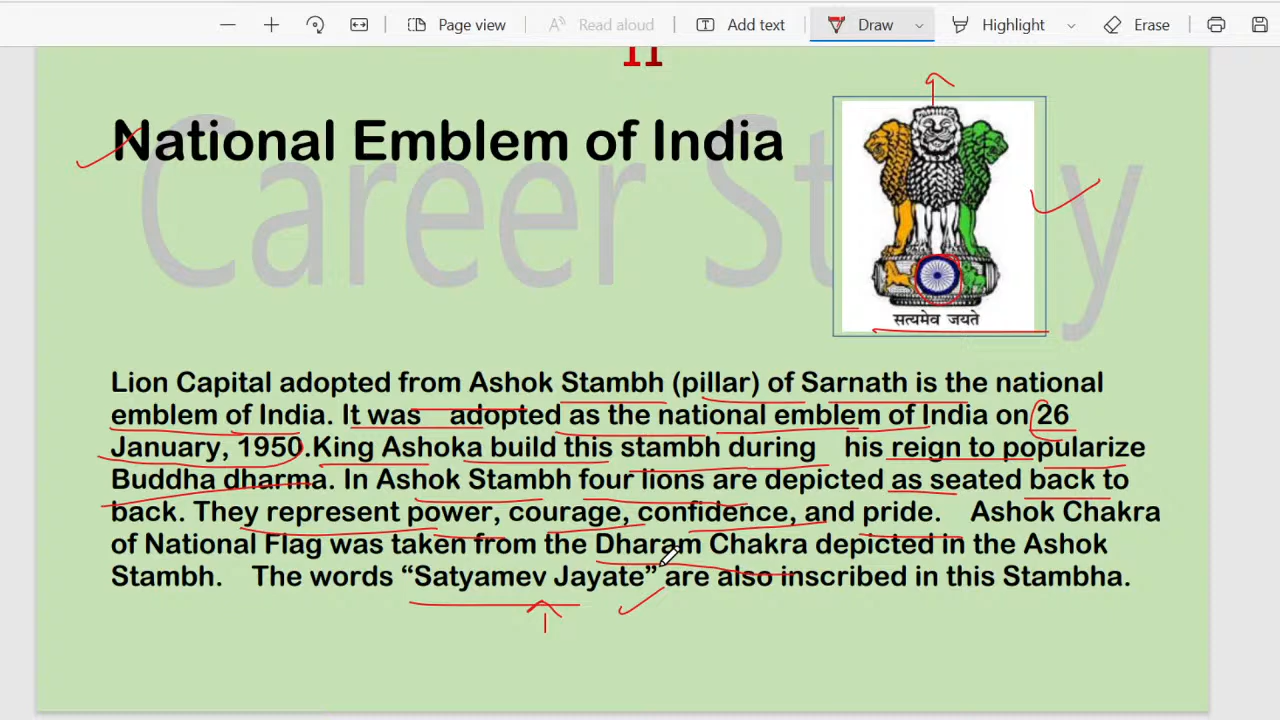 Page view
Read aloud
Add text
Draw
Highlight
Erase
11
National Emblem of India
Career Study
सत्यमेव जयते
Lion Capital adopted from Ashok Stambh (pillar) of Sarnath is the national
emblem of India. It was adopted as the national emblem of India on 26
January, 1950.King Ashoka build this stambh during his reign to popularize
Buddha dharma. In Ashok Stambh four lions are depicted as seated back to
back. They represent power, courage, confidence, and pride. Ashok Chakra
of National Flag was taken from the Dharam Chakra depicted in the Ashok
Stambh. The words “Satyamev Jayate” are also inscribed in this Stambha.